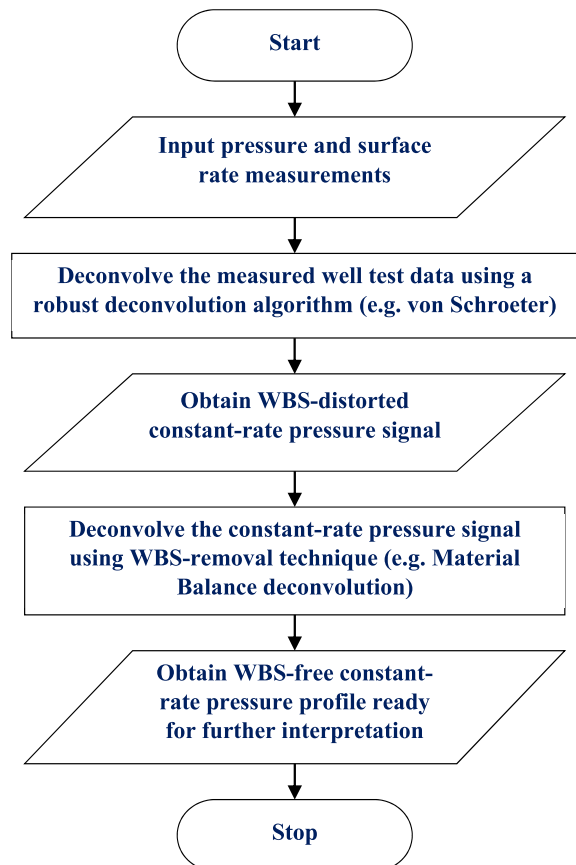 Start
Input pressure and surface
rate measurements
Deconvolve the measured well test data using a
robust deconvolution algorithm (e.g. von Schroeter)
Obtain WBS-distorted
constant-rate pressure signal
Deconvolve the constant-rate pressure signal
using WBS-removal technique (e.g. Material
Balance deconvolution)
Obtain WBS-free constant-
rate pressure profile ready
for further interpretation
Stop